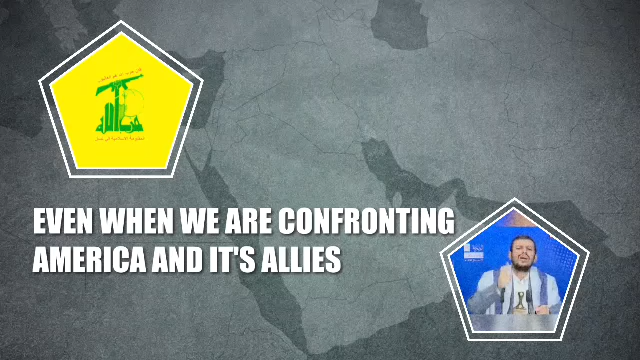 EVEN WHEN WE ARE CONFRONTING
AMERICA AND IT'S ALLIES